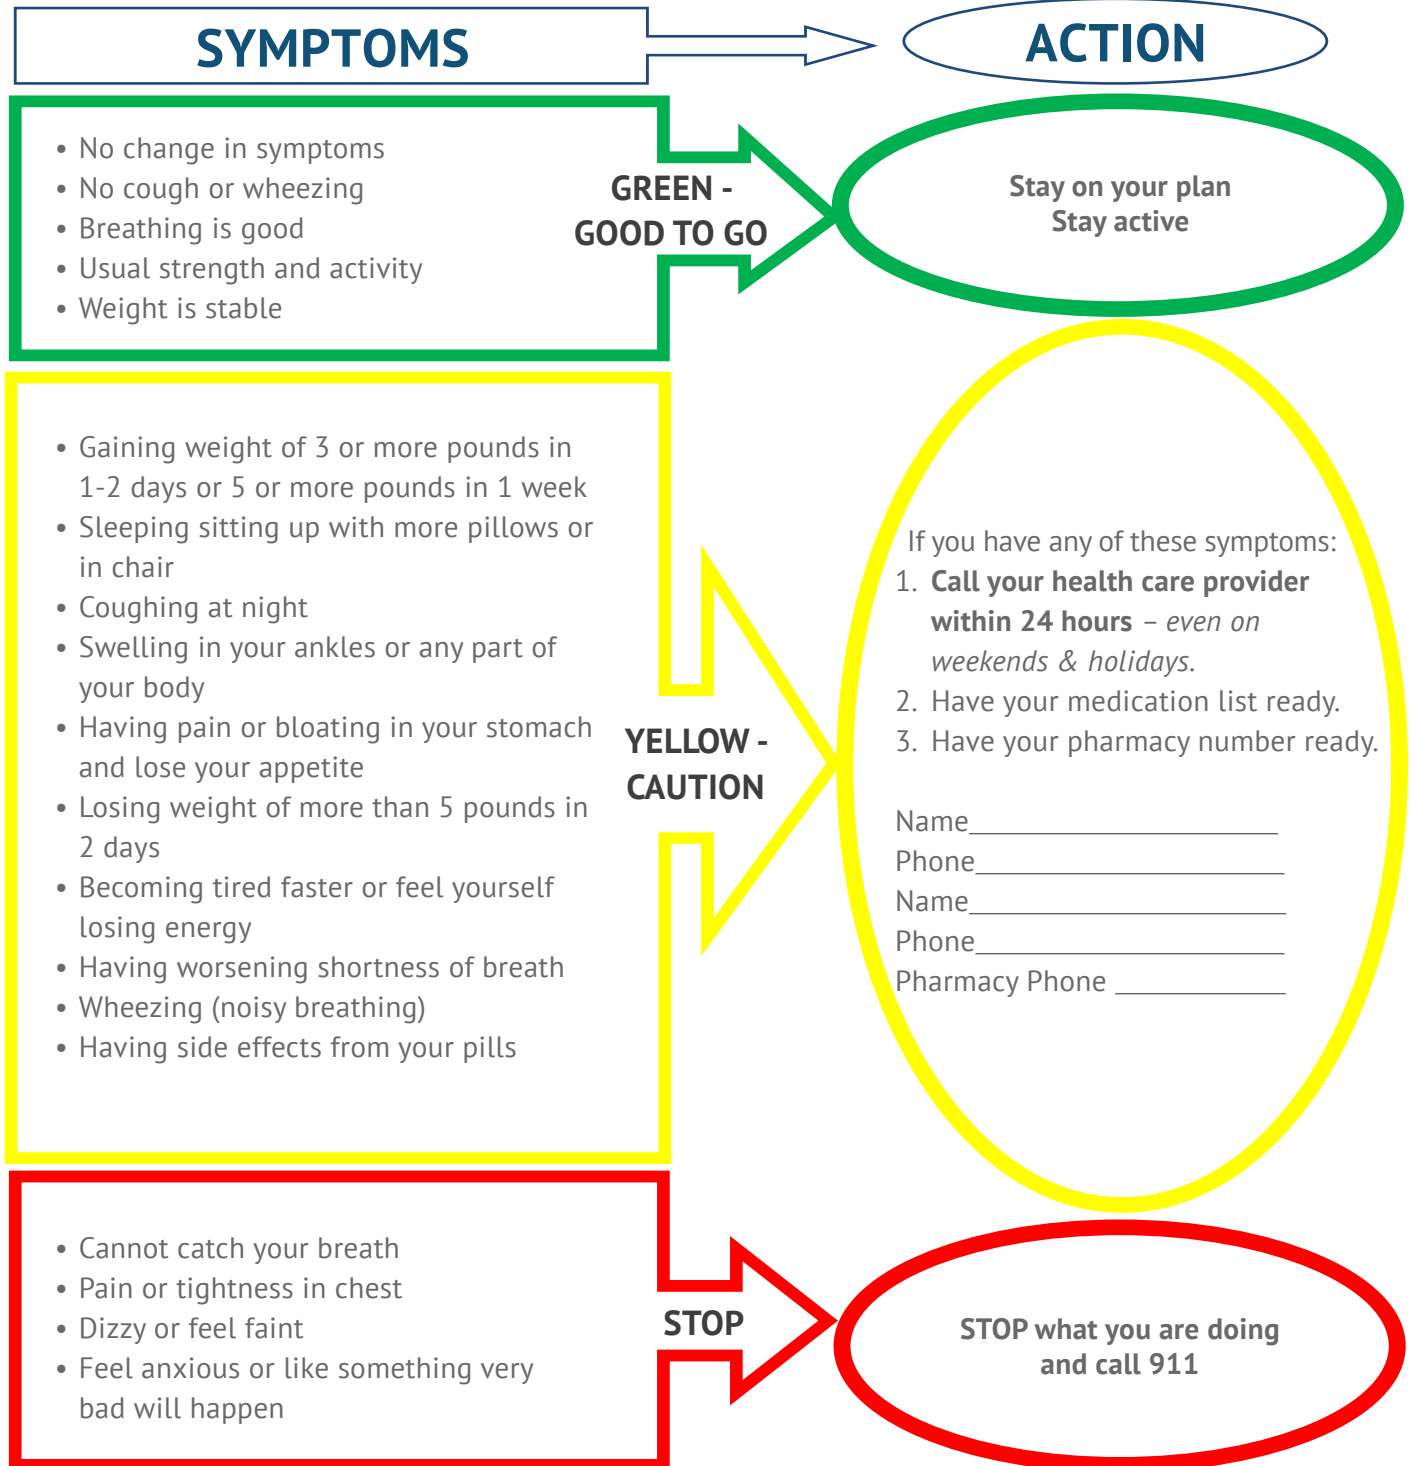 SYMPTOMS
ACTION
• No change in symptoms
• No cough or wheezing
• Breathing is good
• Usual strength and activity
• Weight is stable
GREEN -
GOOD TO GO
Stay on your plan
Stay active
• Gaining weight of 3 or more pounds in
1-2 days or 5 or more pounds in 1 week
• Sleeping sitting up with more pillows or
in chair
• Coughing at night
• Swelling in your ankles or any part of
your body
• Having pain or bloating in your stomach
and lose your appetite
• Losing weight of more than 5 pounds in
2 days
• Becoming tired faster or feel yourself
losing energy
• Having worsening shortness of breath
• Wheezing (noisy breathing)
• Having side effects from your pills
YELLOW -
CAUTION
If you have any of these symptoms:
1. Call your health care provider
within 24 hours – even on
weekends & holidays.
2. Have your medication list ready.
3. Have your pharmacy number ready.
Name______________________
Phone______________________
Name______________________
Phone______________________
Pharmacy Phone ____________
• Cannot catch your breath
• Pain or tightness in chest
• Dizzy or feel faint
• Feel anxious or like something very
bad will happen
STOP
STOP what you are doing
and call 911